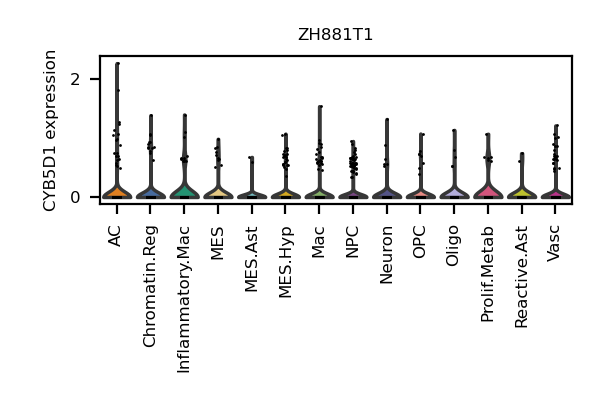 ZH881T1
CYB5D1 expression
2
0
AC
Chromatin.Reg
Inflammatory.Mac
MES
MES.Ast
MES.Hyp
Mac
NPC
Neuron
OPC
Oligo
Prolif.Metab
Reactive.Ast
Vasc